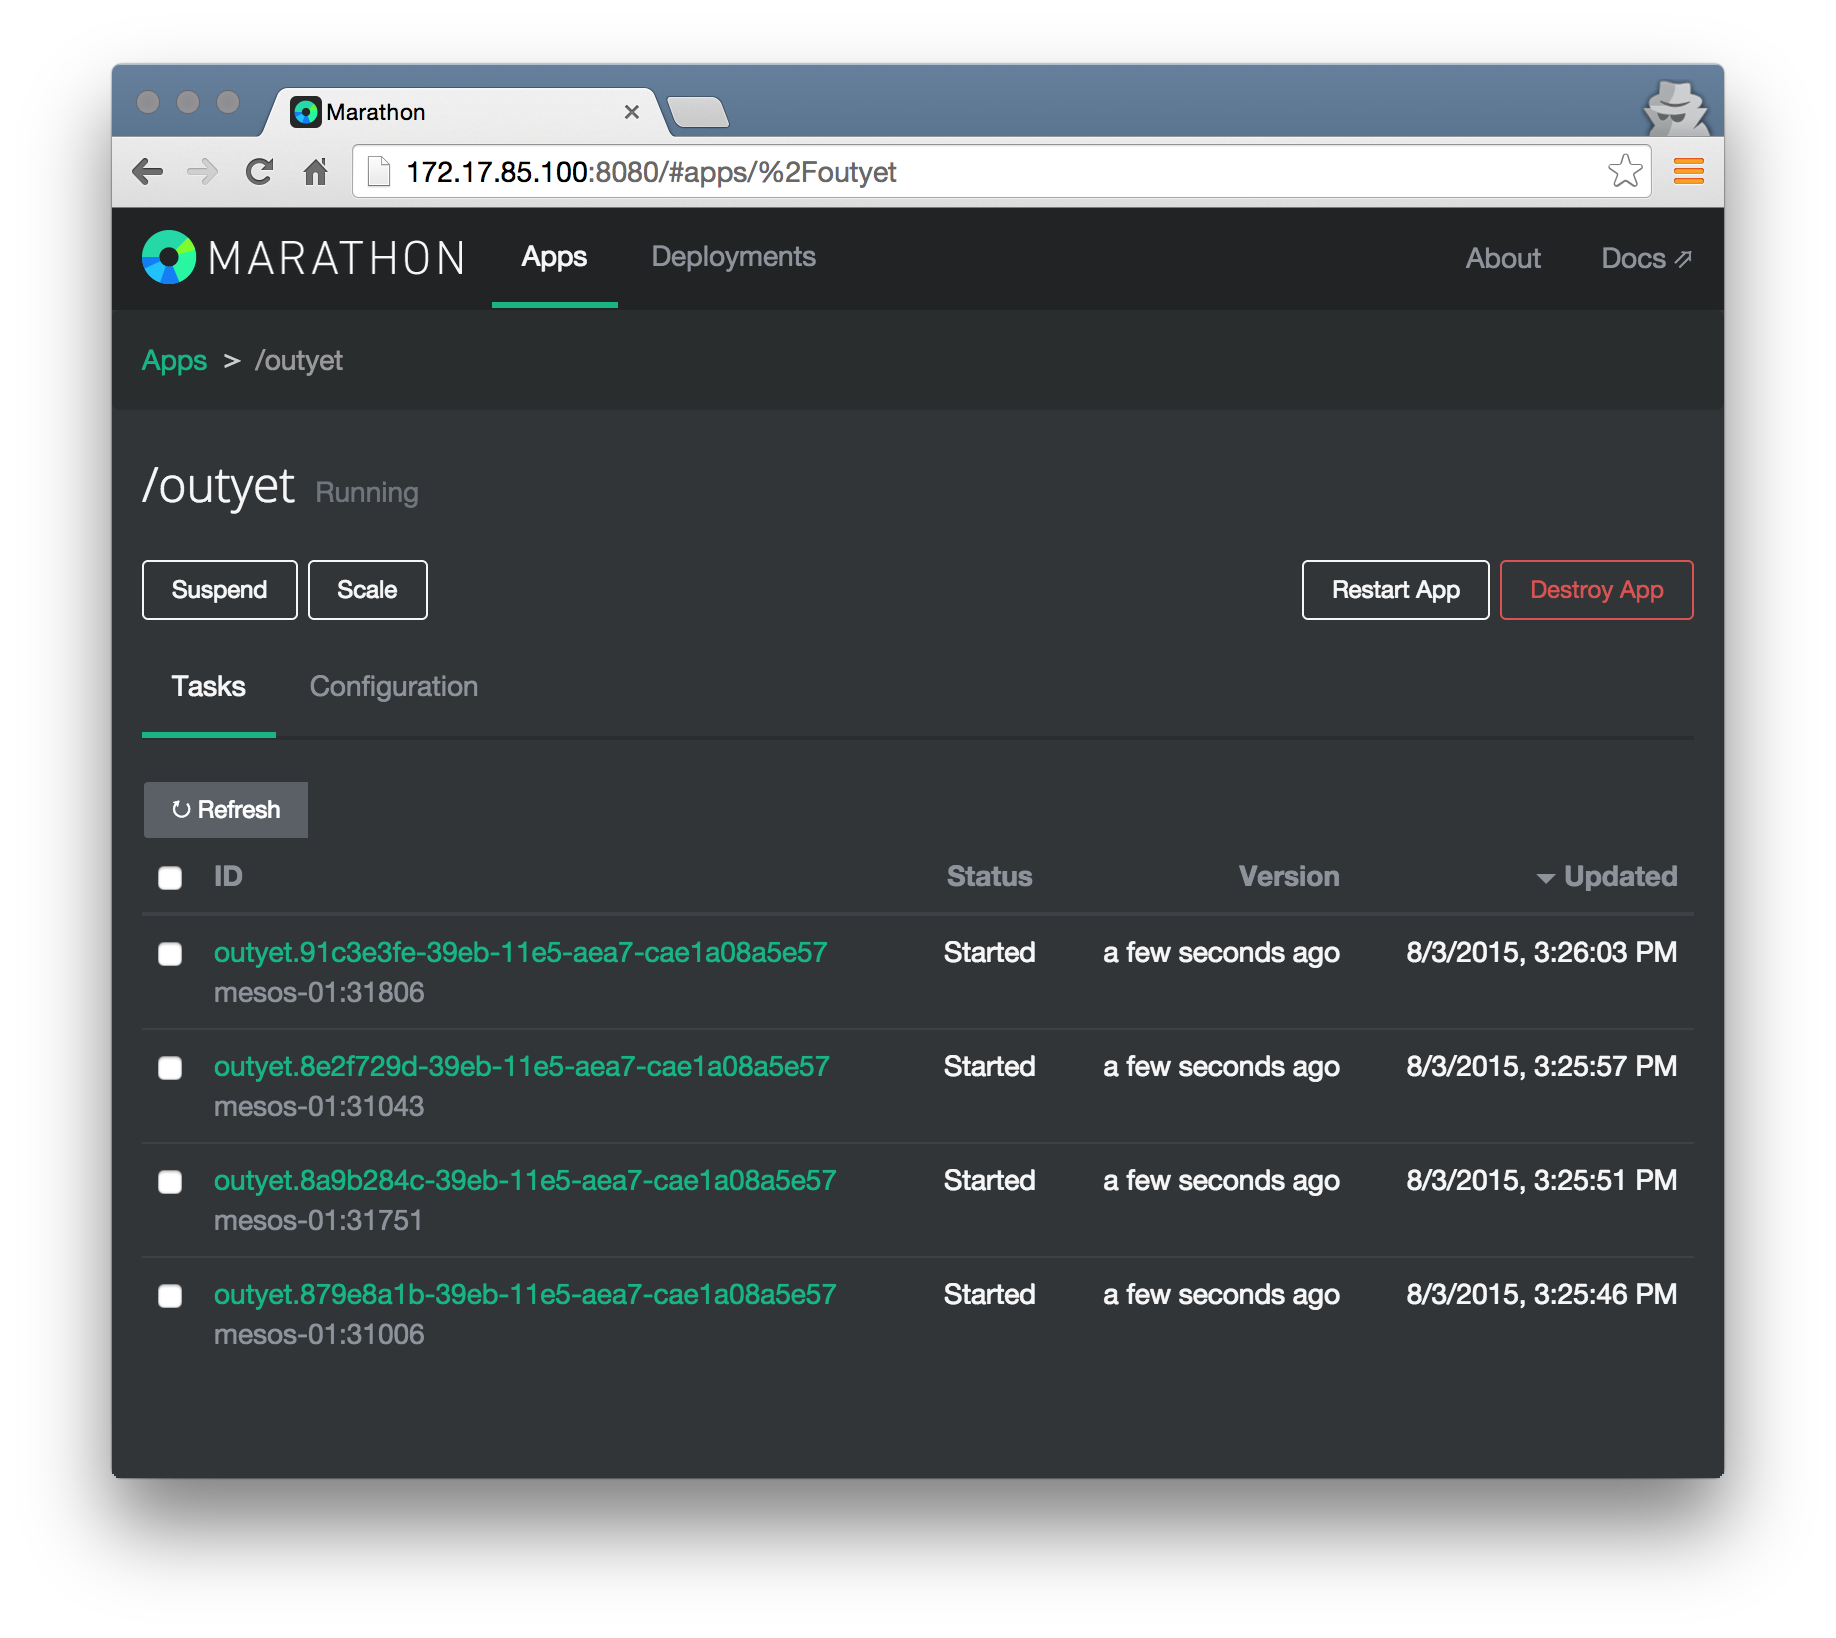 Marathon
172.17.85.100:8080/#apps/%2Foutyet
MARATHON Apps Deployments About Docs
Apps > /outyet
/outyet Running
Suspend Scale Restart App Destroy App
Tasks Configuration
Refresh
ID Status Version Updated
outyet.91c3e3fe-39eb-11e5-aea7-cae1a08a5e57 Started a few seconds ago 8/3/2015, 3:26:03 PM
mesos-01:31806
outyet.8e2f729d-39eb-11e5-aea7-cae1a08a5e57 Started a few seconds ago 8/3/2015, 3:25:57 PM
mesos-01:31043
outyet.8a9b284c-39eb-11e5-aea7-cae1a08a5e57 Started a few seconds ago 8/3/2015, 3:25:51 PM
mesos-01:31751
outyet.879e8a1b-39eb-11e5-aea7-cae1a08a5e57 Started a few seconds ago 8/3/2015, 3:25:46 PM
mesos-01:31006